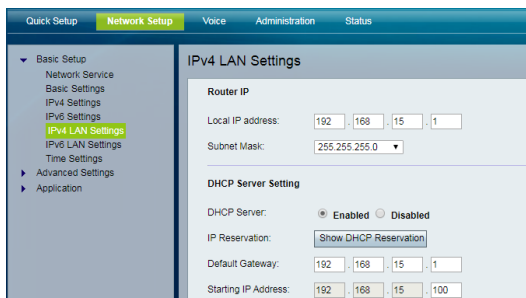 Quick Setup Network Setup Voice Administration Status
Basic Setup
Network Service
Basic Settings
IPv4 Settings
IPv6 Settings
IPv4 LAN Settings
IPv6 LAN Settings
Time Settings
Advanced Settings
Application
IPv4 LAN Settings
Router IP
Local IP address: 192 . 168 . 15 . 1
Subnet Mask: 255.255.255.0
DHCP Server Setting
DHCP Server: Enabled Disabled
IP Reservation: Show DHCP Reservation
Default Gateway: 192 . 168 . 15 . 1
Starting IP Address: 192 . 168 . 15 . 100